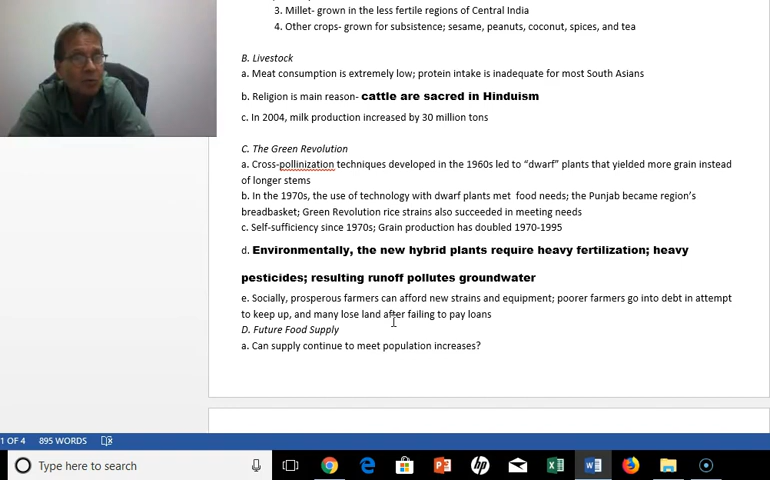 3. Millet- grown in the less fertile regions of Central India
4. Other crops- grown for subsistence; sesame, peanuts, coconut, spices, and tea
B. Livestock
a. Meat consumption is extremely low; protein intake is inadequate for most South Asians
b. Religion is main reason- cattle are sacred in Hinduism
c. In 2004, milk production increased by 30 million tons
C. The Green Revolution
a. Cross-pollinization techniques developed in the 1960s led to “dwarf” plants that yielded more grain instead
of longer stems
b. In the 1970s, the use of technology with dwarf plants met food needs; the Punjab became region’s
breadbasket; Green Revolution rice strains also succeeded in meeting needs
c. Self-sufficiency since 1970s; Grain production has doubled 1970-1995
d. Environmentally, the new hybrid plants require heavy fertilization; heavy
pesticides; resulting runoff pollutes groundwater
e. Socially, prosperous farmers can afford new strains and equipment; poorer farmers go into debt in attempt
to keep up, and many lose land after failing to pay loans
D. Future Food Supply
a. Can supply continue to meet population increases?
1 OF 4 895 WORDS
Type here to search